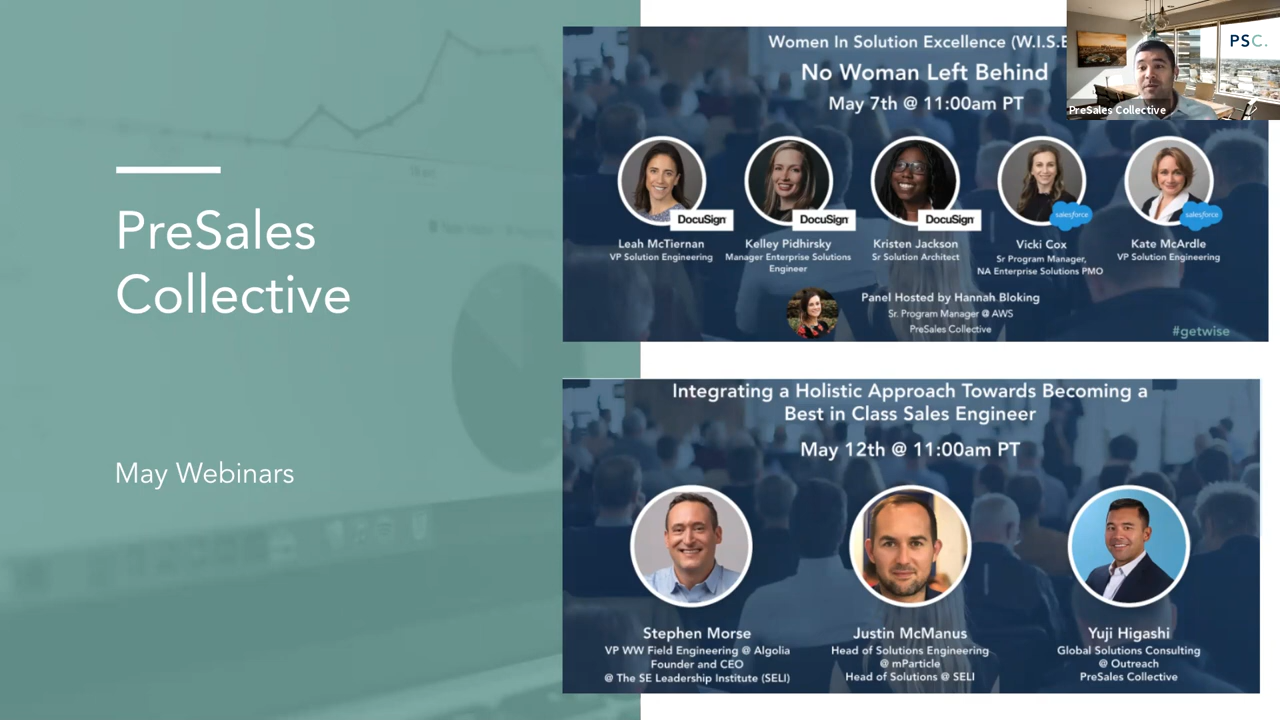 PreSales
Collective
May Webinars
Women In Solution Excellence (W.I.S.E
No Woman Left Behind
May 7th @ 11:00am PT
PSC.
PreSales Collective
DocuSign
DocuSign
DocuSign
salesforce
salesforce
Leah McTiernan
VP Solution Engineering
Kelley Pidhirsky
Manager Enterprise Solutions
Engineer
Kristen Jackson
Sr Solution Architect
Vicki Cox
Sr Program Manager,
NA Enterprise Solutions PMO
Kate McArdle
VP Solution Engineering
Panel Hosted by Hannah Bloking
Sr. Program Manager @ AWS
PreSales Collective
#getwise
Integrating a Holistic Approach Towards Becoming a
Best in Class Sales Engineer
May 12th @ 11:00am PT
Stephen Morse
VP WW Field Engineering @ Algolia
Founder and CEO
@ The SE Leadership Institute (SELI)
Justin McManus
Head of Solutions Engineering
@ mParticle
Head of Solutions @ SELI
Yuji Higashi
Global Solutions Consulting
@ Outreach
PreSales Collective